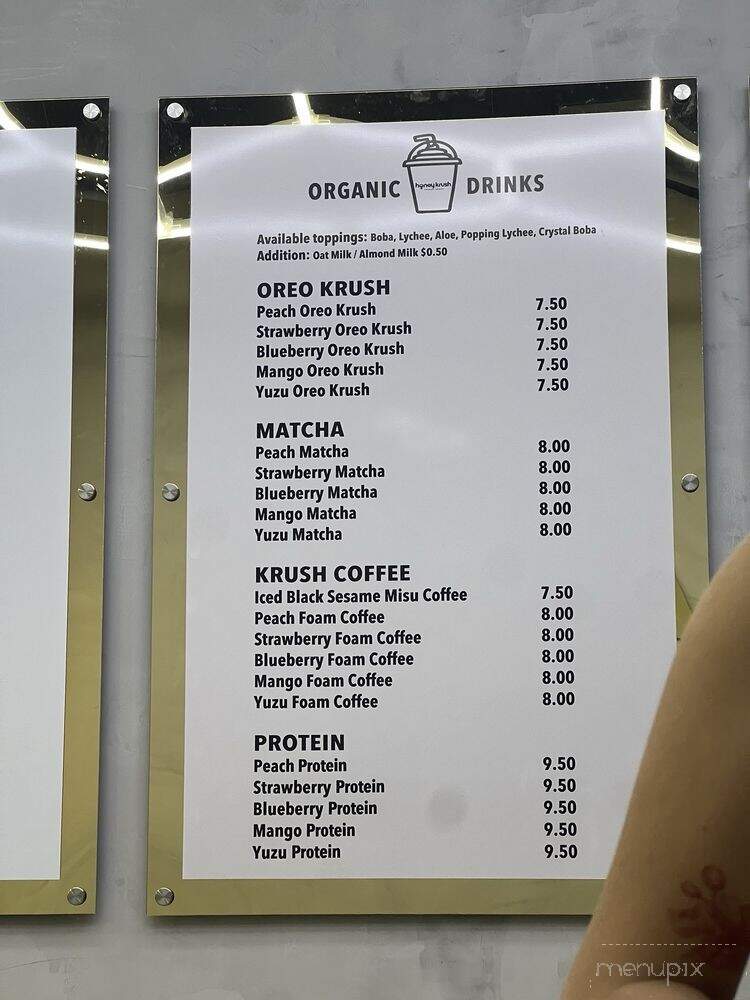 ORGANIC honey krush DRINKS
Available toppings: Boba, Lychee, Aloe, Popping Lychee, Crystal Boba
Addition: Oat Milk / Almond Milk $0.50
OREO KRUSH
Peach Oreo Krush 7.50
Strawberry Oreo Krush 7.50
Blueberry Oreo Krush 7.50
Mango Oreo Krush 7.50
Yuzu Oreo Krush 7.50
MATCHA
Peach Matcha 8.00
Strawberry Matcha 8.00
Blueberry Matcha 8.00
Mango Matcha 8.00
Yuzu Matcha 8.00
KRUSH COFFEE
Iced Black Sesame Misu Coffee 7.50
Peach Foam Coffee 8.00
Strawberry Foam Coffee 8.00
Blueberry Foam Coffee 8.00
Mango Foam Coffee 8.00
Yuzu Foam Coffee 8.00
PROTEIN
Peach Protein 9.50
Strawberry Protein 9.50
Blueberry Protein 9.50
Mango Protein 9.50
Yuzu Protein 9.50
menupix